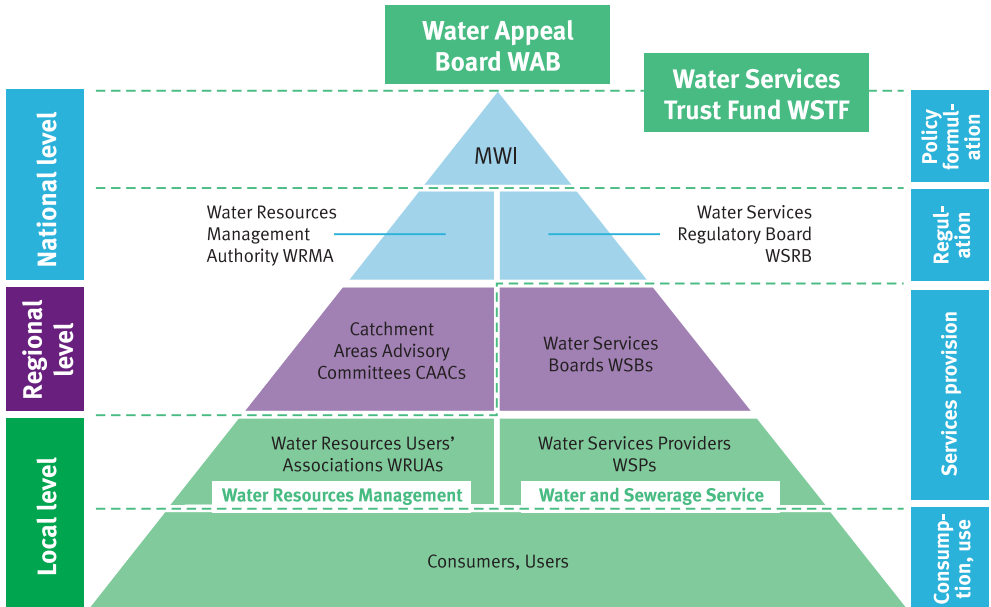 Water Appeal
Board WAB
Water Services
Trust Fund WSTF
National level
Policy
formul-
ation
MWI
Water Resources
Management
Authority WRMA
Water Services
Regulatory Board
WSRB
Regul-
ation
Regional
level
Catchment
Areas Advisory
Committees CAACs
Water Services
Boards WSBs
Services provision
Local level
Water Resources Users’
Associations WRUAs
Water Services Providers
WSPs
Water Resources Management
Water and Sewerage Service
Consumers, Users
Consump-
tion, use